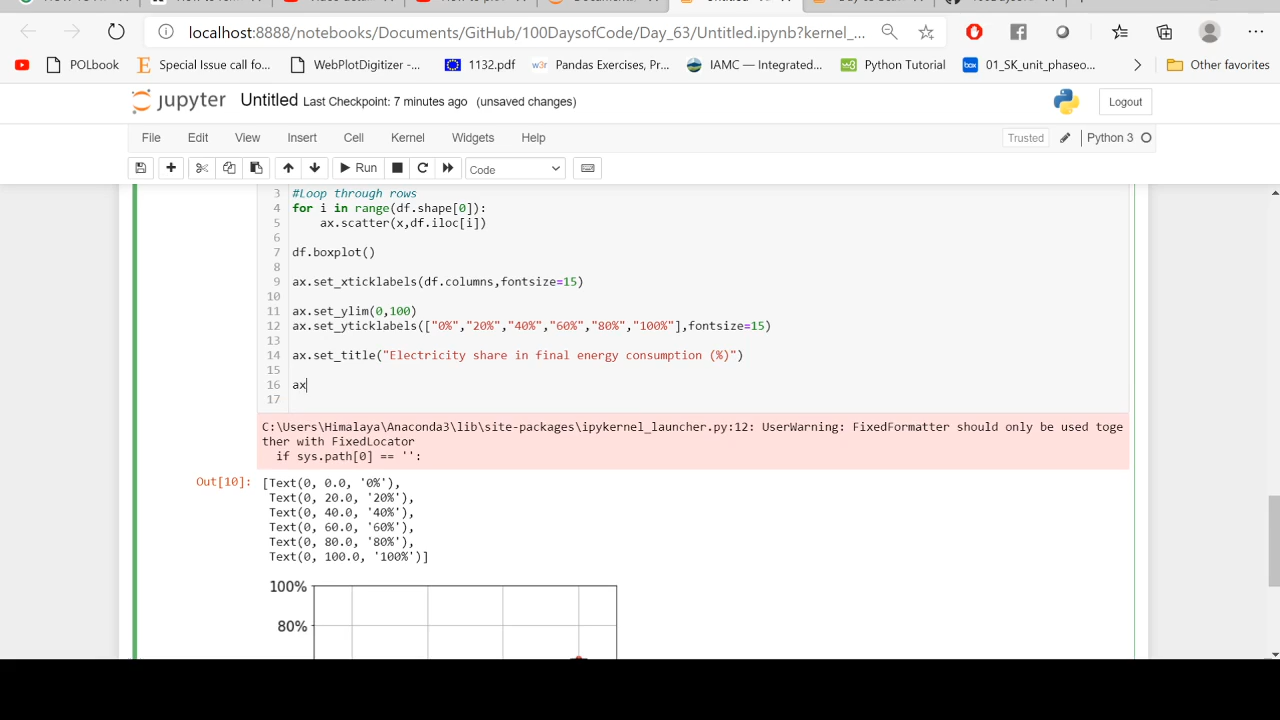 localhost:8888/notebooks/Documents/GitHub/100DaysofCode/Day_63/Untitled.ipynb?kernel_...
POLbook
Special Issue call fo...
WebPlotDigitizer -...
1132.pdf
w3r
Pandas Exercises, Pr...
IAMC — Integrated...
w3
Python Tutorial
box
01_SK_unit_phaseo...
Other favorites
jupyter
Untitled Last Checkpoint: 7 minutes ago (unsaved changes)
Logout
File Edit View Insert Cell Kernel Widgets Help
Trusted
Python 3
Run
Code
3 #Loop through rows
4 for i in range(df.shape[0]):
5 ax.scatter(x,df.iloc[i])
6
7 df.boxplot()
8
9 ax.set_xticklabels(df.columns,fontsize=15)
10
11 ax.set_ylim(0,100)
12 ax.set_yticklabels(["0%","20%","40%","60%","80%","100%"],fontsize=15)
13
14 ax.set_title("Electricity share in final energy consumption (%)")
15
16 ax
17
C:\Users\Himalaya\Anaconda3\lib\site-packages\ipykernel_launcher.py:12: UserWarning: FixedFormatter should only be used toge
ther with FixedLocator
if sys.path[0] == '':
Out[10]: [Text(0, 0.0, '0%'),
Text(0, 20.0, '20%'),
Text(0, 40.0, '40%'),
Text(0, 60.0, '60%'),
Text(0, 80.0, '80%'),
Text(0, 100.0, '100%')]
100%
80%